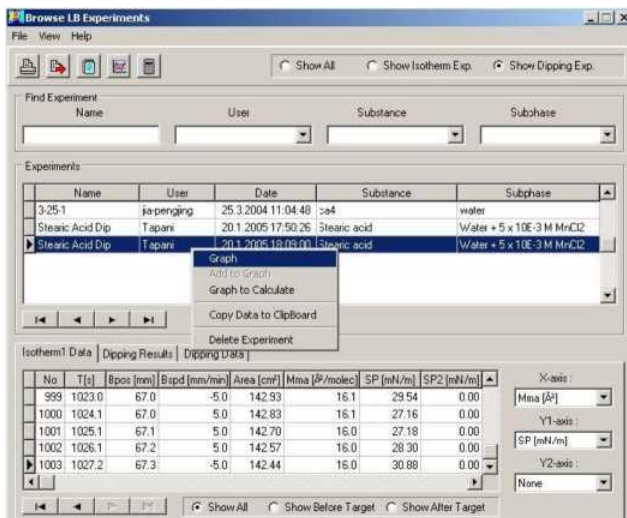 Browse LB Experiments
File View Help
Show All Show Isotherm Exp. Show Dipping Exp.
Find Experiment
Name User Substance Subphase
Experiments
Name User Date Substance Subphase
3-25-1 jia-pengjing 25.3.2004 11:04:48 ca4 water
Stearic Acid Dip Tapani 20.1.2005 17:50:26 Stearic acid Water + 5 x 10E-3 M MnCl2
Stearic Acid Dip Tapani 20.1.2005 18:09:00 Stearic acid Water + 5 x 10E-3 M MnCl2
Graph
Add to Graph
Graph to Calculate
Copy Data to ClipBoard
Delete Experiment
Isotherm1 Data Dipping Results Dipping Data
No T[s] Bpos [mm] Bspd [mm/min] Area [cm²] Mma [Å²/molec] SP [mN/m] SP2 [mN/m]
999 1023.0 67.0 -5.0 142.93 16.1 29.54 0.00
1000 1024.1 67.0 5.0 142.83 16.1 27.16 0.00
1001 1025.1 67.1 5.0 142.70 16.0 27.18 0.00
1002 1026.1 67.2 5.0 142.57 16.0 28.30 0.00
1003 1027.2 67.3 -5.0 142.44 16.0 30.88 0.00
X-axis :
Mma [Å²]
Y1-axis :
SP [mN/m]
Y2-axis :
None
Show All Show Before Target Show After Target